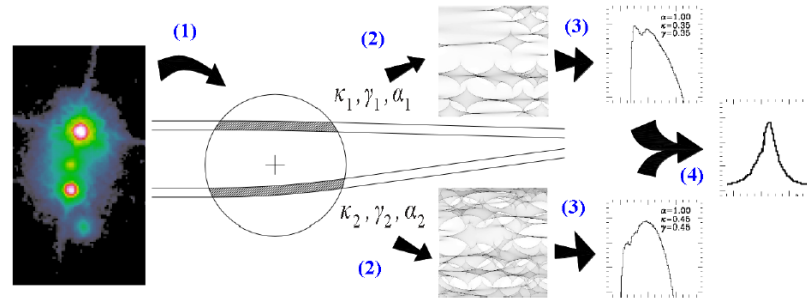 (1)
(2)
(3)
α=1.00
κ=0.35
γ=0.35
κ₁, γ₁, α₁
(4)
κ₂, γ₂, α₂
(2)
(3)
α=1.00
κ=0.45
γ=0.45